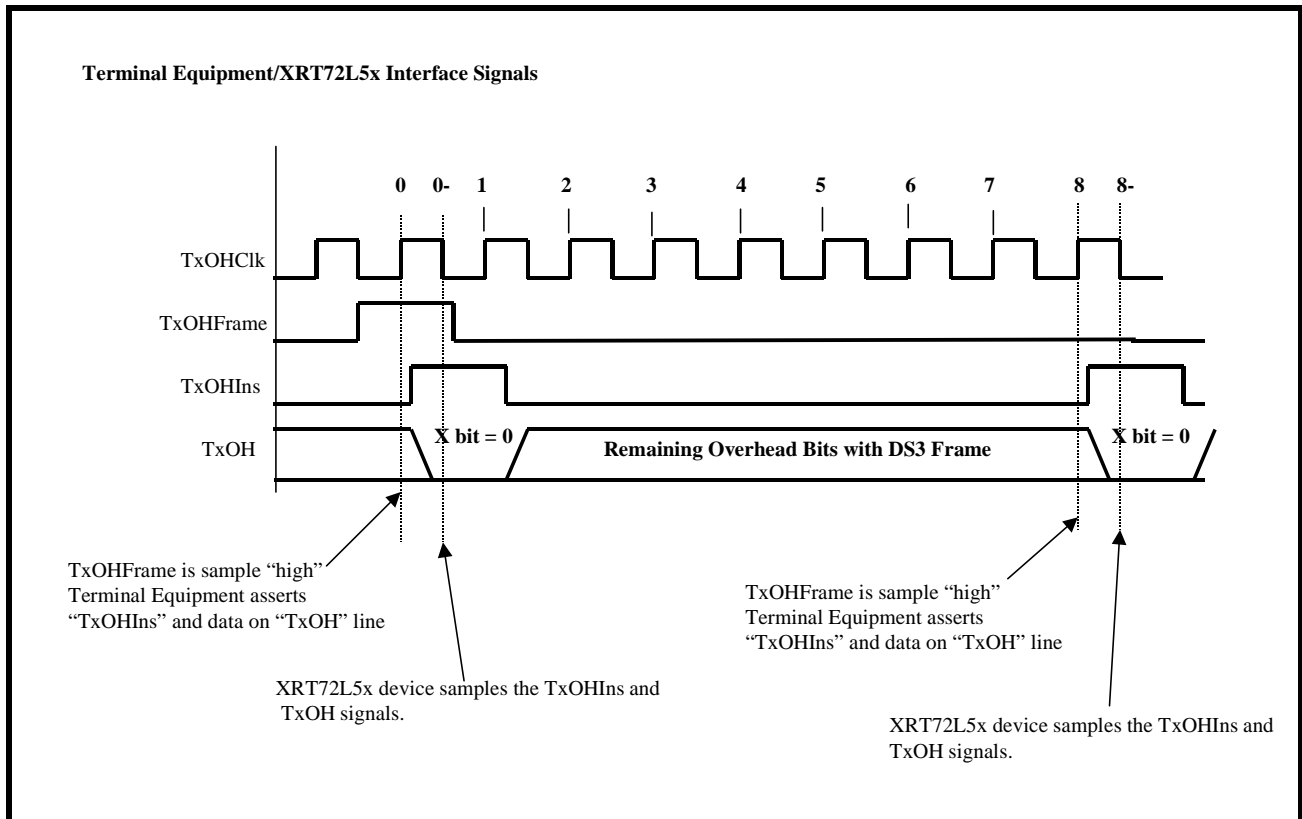 Terminal Equipment/XRT72L5x Interface Signals
0 0- 1 2 3 4 5 6 7 8 8-
TxOHClk
TxOHFrame
TxOHIns
TxOH
X bit = 0
Remaining Overhead Bits with DS3 Frame
X bit = 0
TxOHFrame is sample “high”
Terminal Equipment asserts
“TxOHIns” and data on “TxOH” line
XRT72L5x device samples the TxOHIns and
TxOH signals.
TxOHFrame is sample “high”
Terminal Equipment asserts
“TxOHIns” and data on “TxOH” line
XRT72L5x device samples the TxOHIns and
TxOH signals.